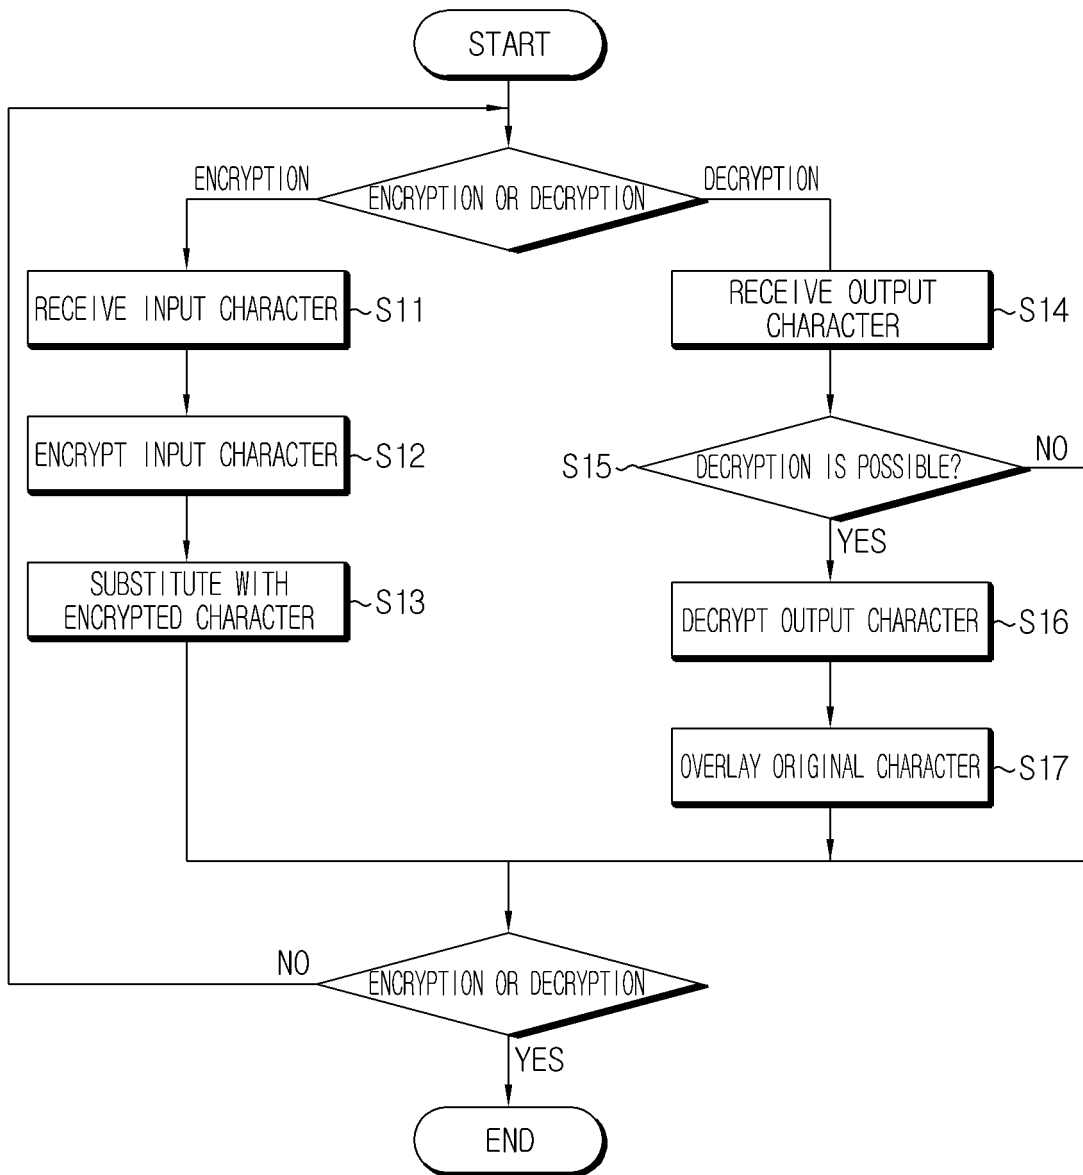 START
ENCRYPTION
ENCRYPTION OR DECRYPTION
DECRYPTION
RECEIVE INPUT CHARACTER
S11
RECEIVE OUTPUT
CHARACTER
S14
ENCRYPT INPUT CHARACTER
S12
S15
DECRYPTION IS POSSIBLE?
NO
YES
SUBSTITUTE WITH
ENCRYPTED CHARACTER
S13
DECRYPT OUTPUT CHARACTER
S16
OVERLAY ORIGINAL CHARACTER
S17
NO
ENCRYPTION OR DECRYPTION
YES
END